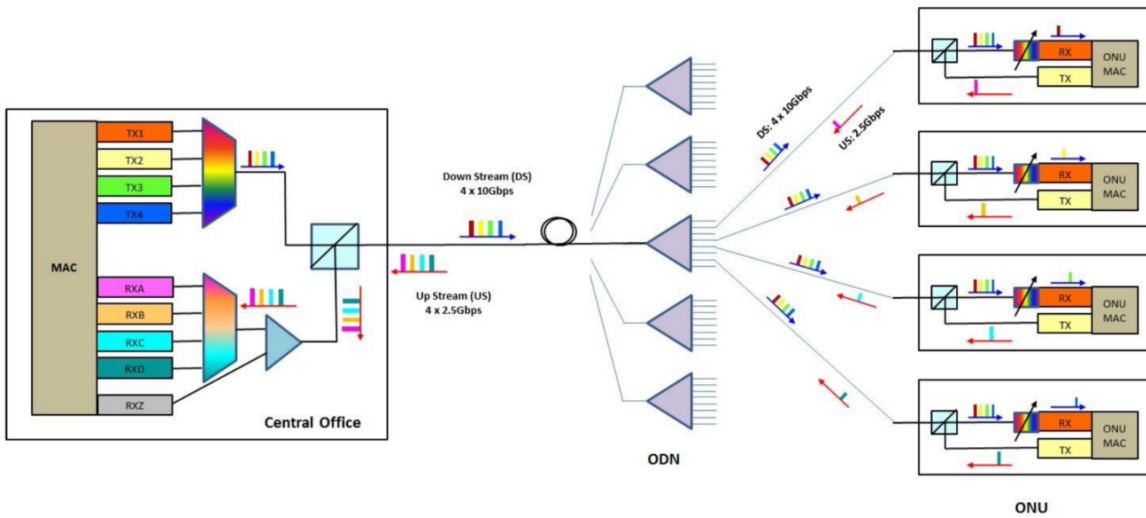 TX1
TX2
TX3
TX4
MAC
RXA
RXB
RXC
RXD
RXZ
Central Office
Down Stream (DS)
4 x 10Gbps
Up Stream (US)
4 x 2.5Gbps
ODN
DS: 4 x 10Gbps
US: 2.5Gbps
RX
TX
ONU
MAC
RX
TX
ONU
MAC
RX
TX
ONU
MAC
RX
TX
ONU
MAC
ONU